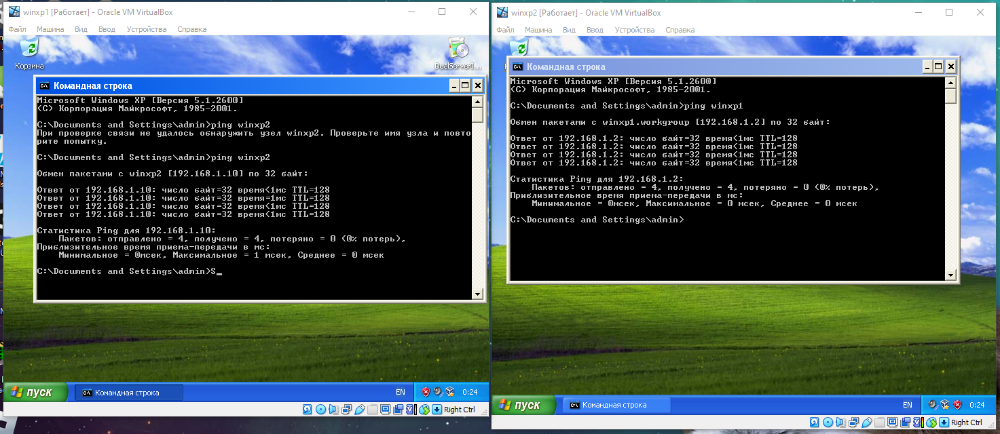 winxp1 [Работает] - Oracle VM VirtualBox
Файл Машина Вид Ввод Устройства Справка
Корзина
DualServer1...
Командная строка
Microsoft Windows XP [Версия 5.1.2600]
(С) Корпорация Майкрософт, 1985-2001.
C:\Documents and Settings\admin>ping winxp2
При проверке связи не удалось обнаружить узел winxp2. Проверьте имя узла и повто
рите попытку.
C:\Documents and Settings\admin>ping winxp2
Обмен пакетами с winxp2 [192.168.1.10] по 32 байт:
Ответ от 192.168.1.10: число байт=32 время<1мс TTL=128
Ответ от 192.168.1.10: число байт=32 время=1мс TTL=128
Ответ от 192.168.1.10: число байт=32 время<1мс TTL=128
Ответ от 192.168.1.10: число байт=32 время<1мс TTL=128
Статистика Ping для 192.168.1.10:
Пакетов: отправлено = 4, получено = 4, потеряно = 0 (0% потерь),
Приблизительное время приема-передачи в мс:
Минимальное = 0мсек, Максимальное = 1 мсек, Среднее = 0 мсек
C:\Documents and Settings\admin>S_
пуск
Командная строка
EN
0:24
Right Ctrl
winxp2 [Работает] - Oracle VM VirtualBox
Файл Машина Вид Ввод Устройства Справка
Командная строка
Microsoft Windows XP [Версия 5.1.2600]
(С) Корпорация Майкрософт, 1985-2001.
C:\Documents and Settings\admin>ping winxp1
Обмен пакетами с winxp1.workgroup [192.168.1.2] по 32 байт:
Ответ от 192.168.1.2: число байт=32 время<1мс TTL=128
Ответ от 192.168.1.2: число байт=32 время<1мс TTL=128
Ответ от 192.168.1.2: число байт=32 время<1мс TTL=128
Ответ от 192.168.1.2: число байт=32 время<1мс TTL=128
Статистика Ping для 192.168.1.2:
Пакетов: отправлено = 4, получено = 4, потеряно = 0 (0% потерь),
Приблизительное время приема-передачи в мс:
Минимальное = 0мсек, Максимальное = 0 мсек, Среднее = 0 мсек
C:\Documents and Settings\admin>
пуск
Командная строка
EN
0:24
Right Ctrl